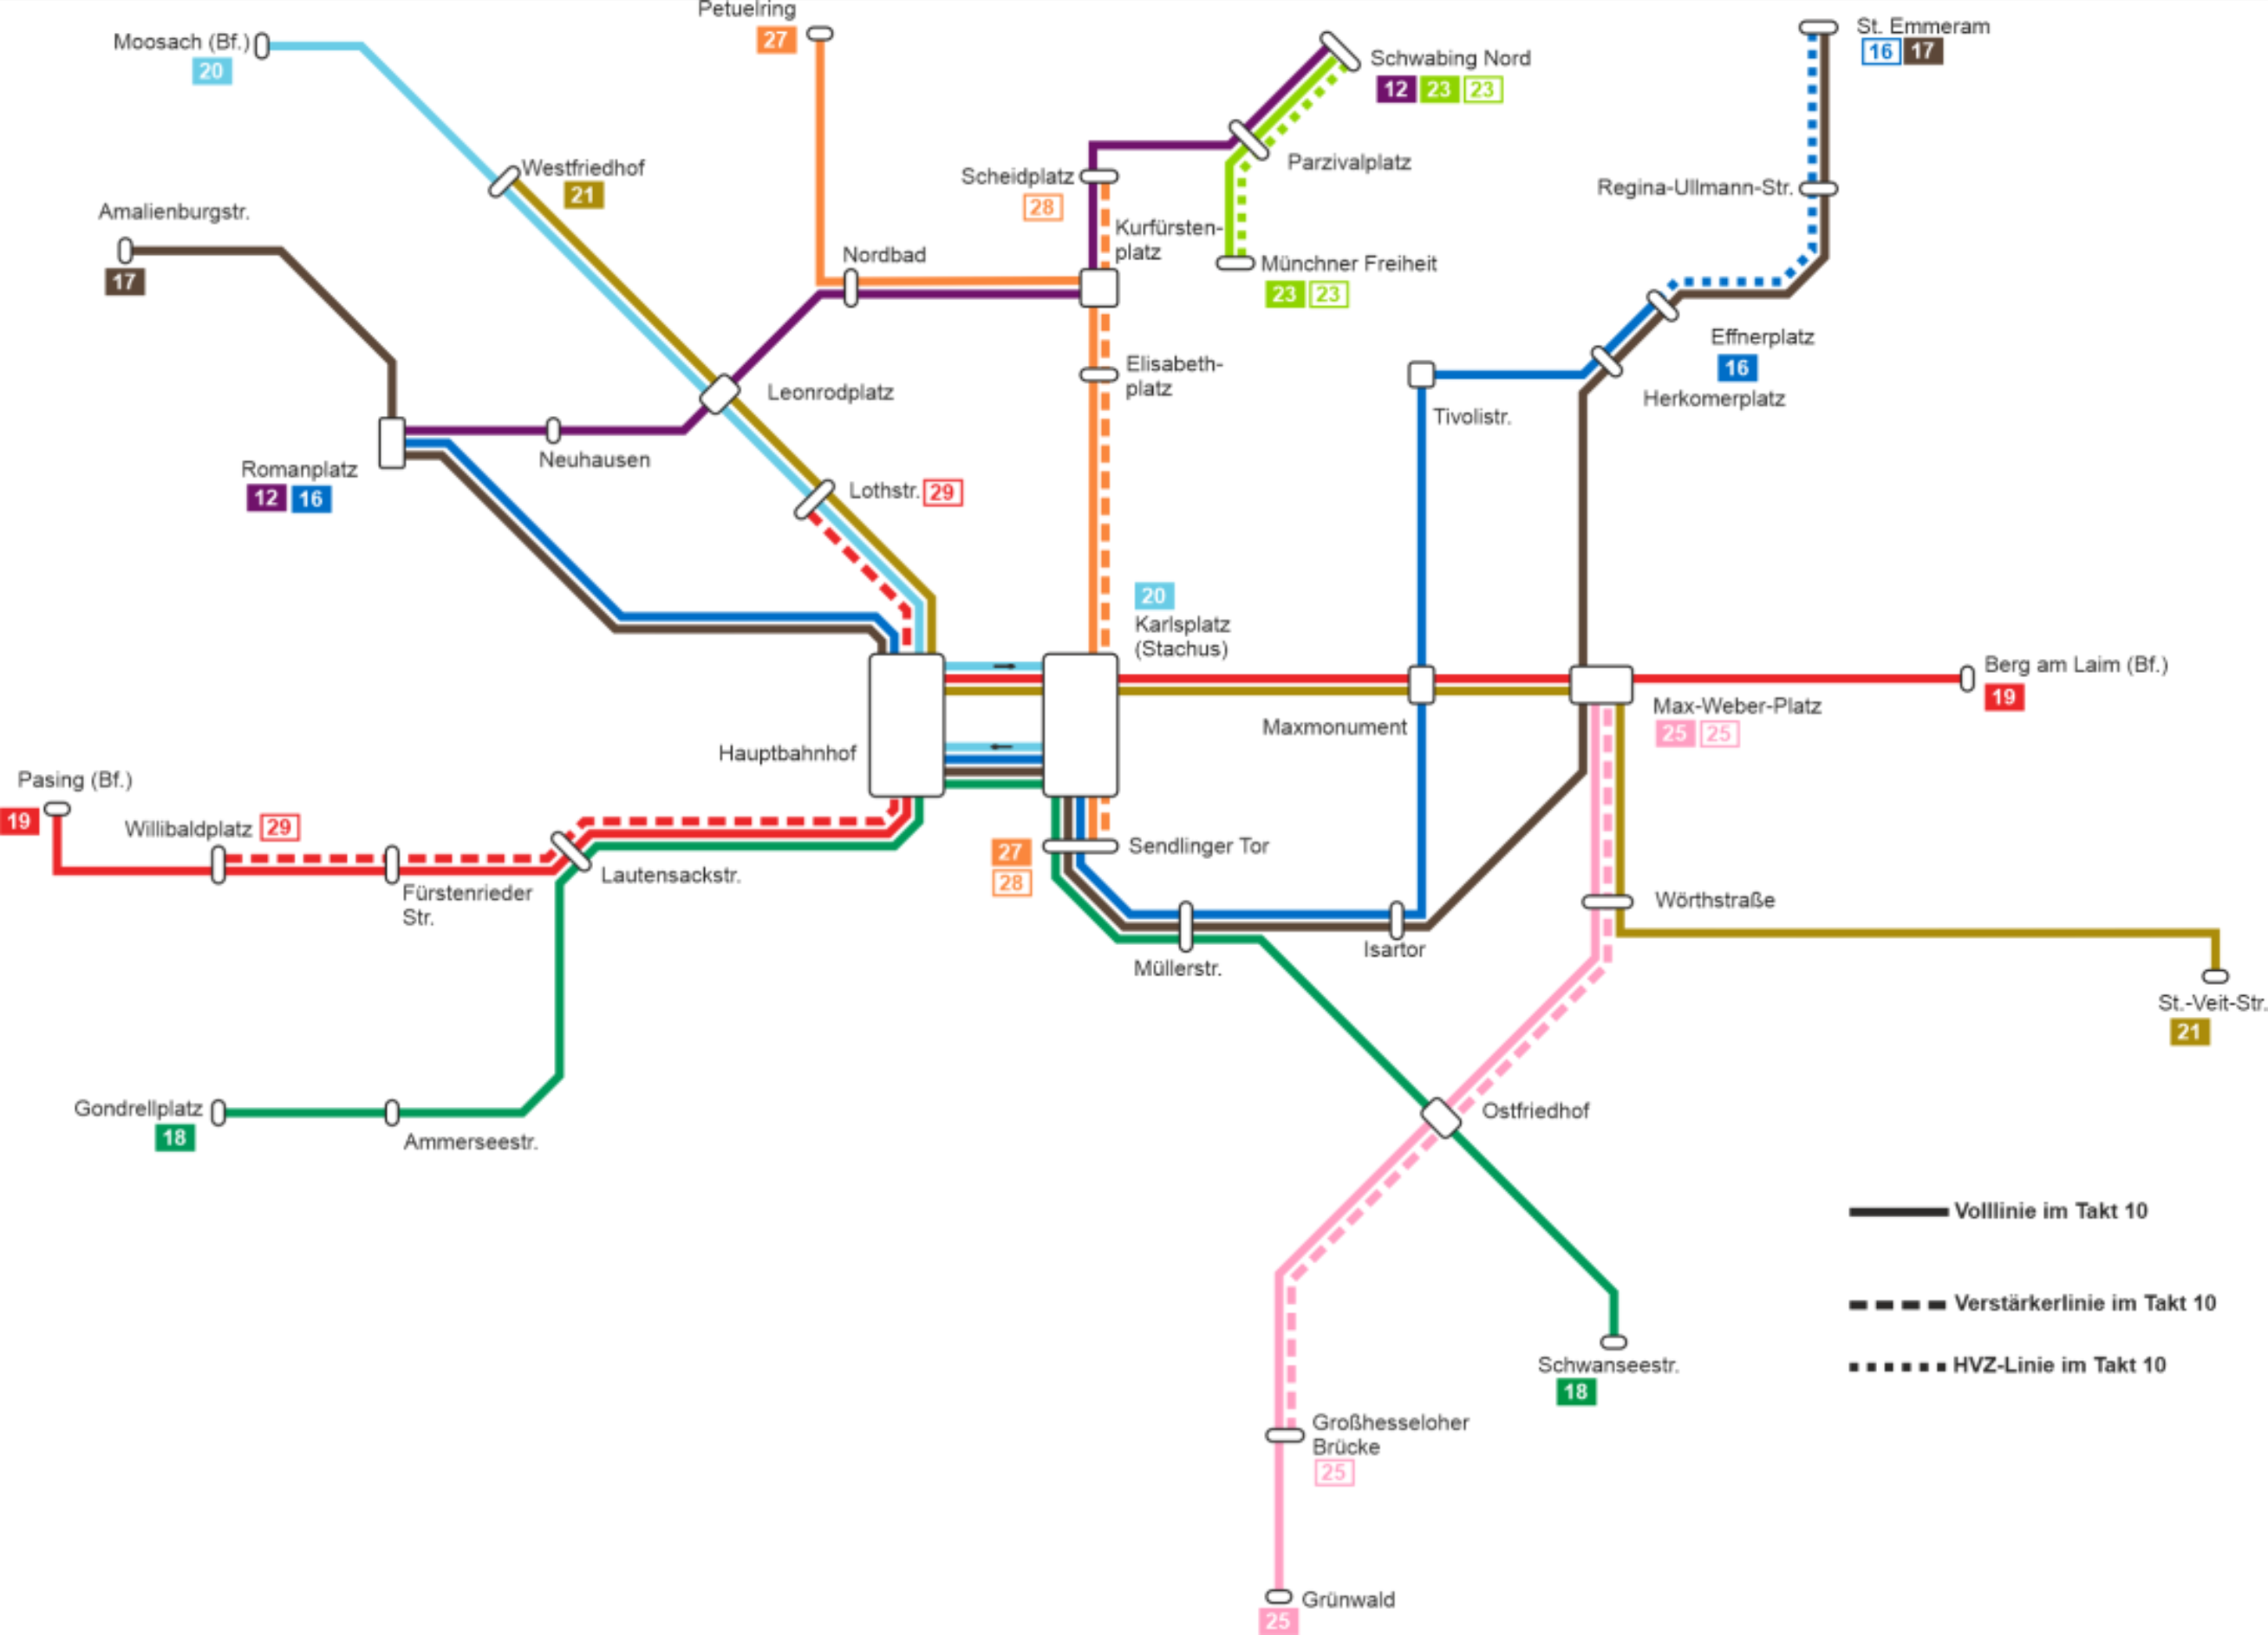 Petuelring
27
Moosach (Bf.)
20
St. Emmeram
16 17
Schwabing Nord
12 23 23
Westfriedhof
21
Parzivalplatz
Scheidplatz
28
Regina-Ullmann-Str.
Amalienburgstr.
17
Kurfürsten-
platz
Nordbad
Münchner Freiheit
23 23
Effnerplatz
16
Herkomerplatz
Elisabeth-
platz
Leonrodplatz
Tivolistr.
Neuhausen
Romanplatz
12 16
Lothstr. 29
20
Karlsplatz
(Stachus)
Berg am Laim (Bf.)
19
Max-Weber-Platz
25 25
Maxmonument
Hauptbahnhof
Pasing (Bf.)
19
Willibaldplatz 29
Fürstenrieder
Str.
Lautensackstr.
27
28
Sendlinger Tor
Wörthstraße
Isartor
Müllerstr.
St.-Veit-Str.
21
Gondrellplatz
18
Ammerseestr.
Ostfriedhof
Volllinie im Takt 10
Verstärkerlinie im Takt 10
HVZ-Linie im Takt 10
Schwanseestr.
18
Großhesseloher
Brücke
25
Grünwald
25